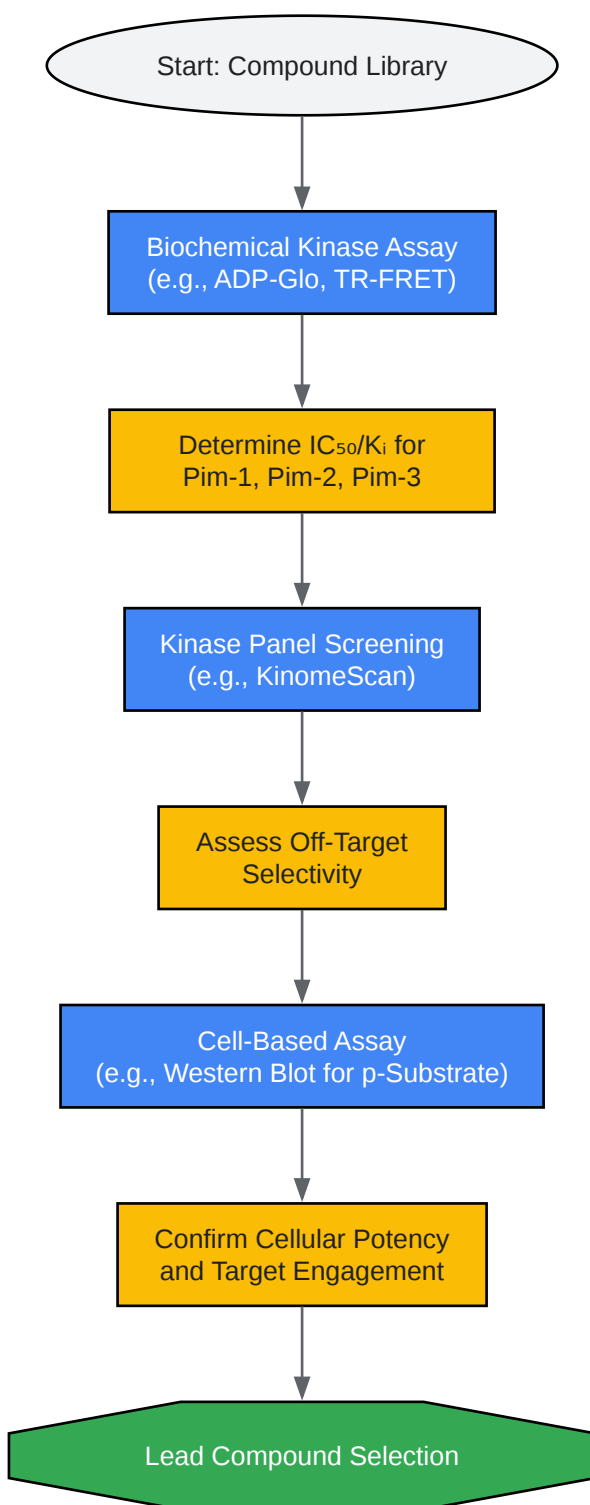 Start: Compound Library
Biochemical Kinase Assay
(e.g., ADP-Glo, TR-FRET)
Determine IC₅₀/Kᵢ for
Pim-1, Pim-2, Pim-3
Kinase Panel Screening
(e.g., KinomeScan)
Assess Off-Target
Selectivity
Cell-Based Assay
(e.g., Western Blot for p-Substrate)
Confirm Cellular Potency
and Target Engagement
Lead Compound Selection